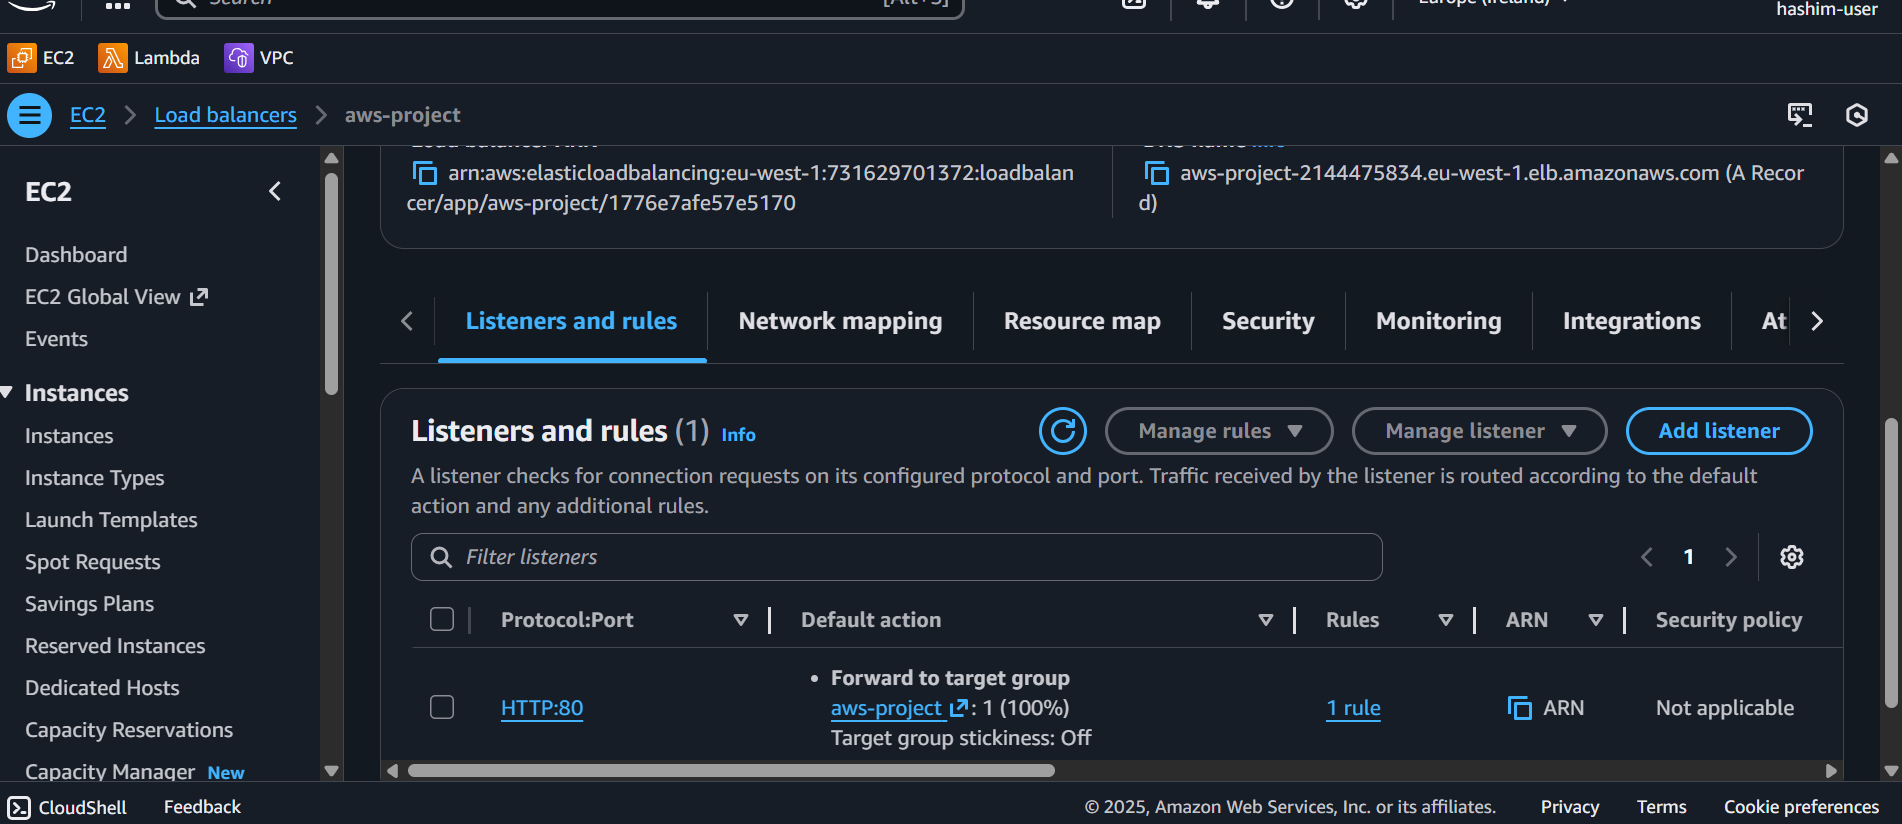 Search
[Alt+S]
Europe (Ireland)
hashim-user
EC2
Lambda
VPC
EC2
Load balancers
aws-project
EC2
Dashboard
EC2 Global View
Events
Instances
Instances
Instance Types
Launch Templates
Spot Requests
Savings Plans
Reserved Instances
Dedicated Hosts
Capacity Reservations
Capacity Manager New
arn:aws:elasticloadbalancing:eu-west-1:731629701372:loadbalan
cer/app/aws-project/1776e7afe57e5170
aws-project-2144475834.eu-west-1.elb.amazonaws.com (A Recor
d)
Listeners and rules
Network mapping
Resource map
Security
Monitoring
Integrations
At
Listeners and rules (1) Info
Manage rules
Manage listener
Add listener
A listener checks for connection requests on its configured protocol and port. Traffic received by the listener is routed according to the default
action and any additional rules.
Filter listeners
1
Protocol:Port
Default action
Rules
ARN
Security policy
HTTP:80
• Forward to target group
aws-project : 1 (100%)
Target group stickiness: Off
1 rule
ARN
Not applicable
CloudShell
Feedback
© 2025, Amazon Web Services, Inc. or its affiliates.
Privacy
Terms
Cookie preferences